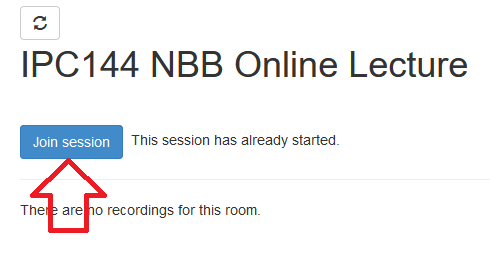 IPC144 NBB Online Lecture
Join session This session has already started.
There are no recordings for this room.